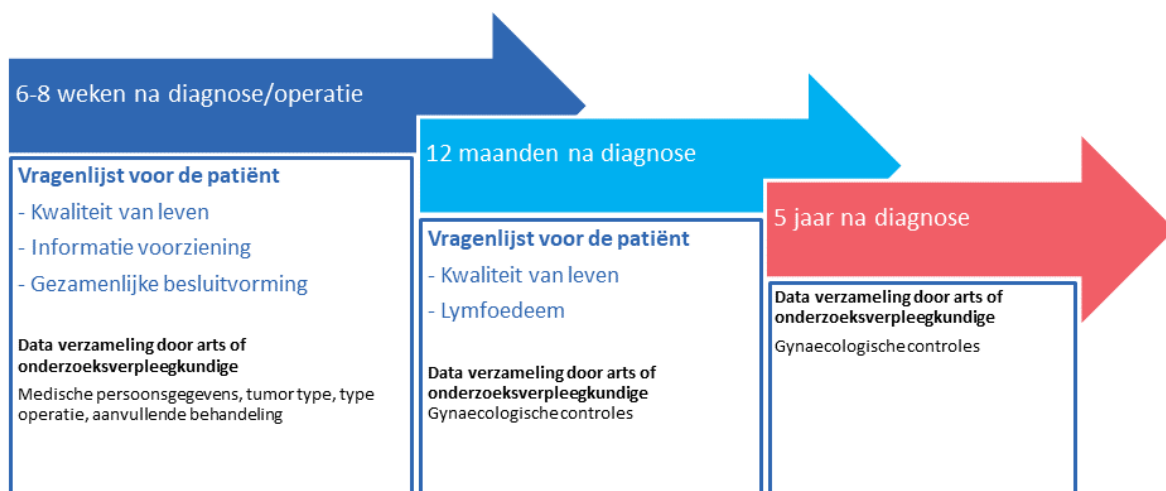 6-8 weken na diagnose/operatie
Vragenlijst voor de patiënt
- Kwaliteit van leven
- Informatie voorziening
- Gezamenlijke besluitvorming
Data verzameling door arts of
onderzoeksverpleegkundige
Medische persoonsgegevens, tumor type, type
operatie, aanvullende behandeling
12 maanden na diagnose
Vragenlijst voor de patiënt
- Kwaliteit van leven
- Lymfoedeem
Data verzameling door arts of
onderzoeksverpleegkundige
Gynaecologische controles
5 jaar na diagnose
Data verzameling door arts of
onderzoeksverpleegkundige
Gynaecologische controles